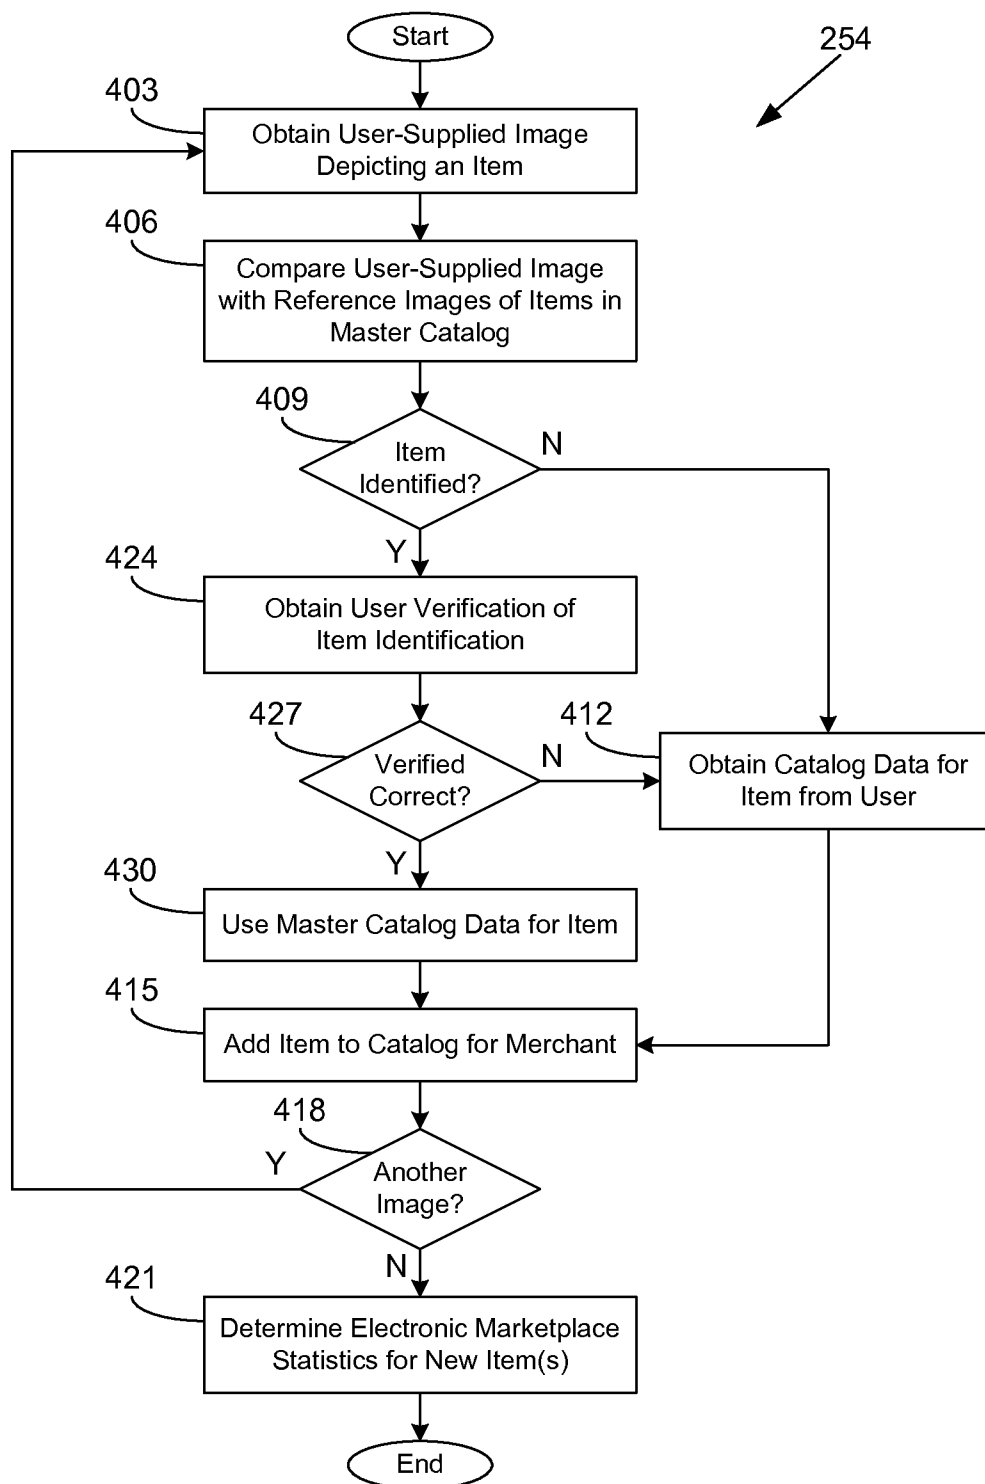 Start
254
403
Obtain User-Supplied Image
Depicting an Item
406
Compare User-Supplied Image
with Reference Images of Items in
Master Catalog
409
Item
Identified?
N
Y
424
Obtain User Verification of
Item Identification
427
Verified
Correct?
N
412
Obtain Catalog Data for
Item from User
Y
430
Use Master Catalog Data for Item
415
Add Item to Catalog for Merchant
418
Y
Another
Image?
N
421
Determine Electronic Marketplace
Statistics for New Item(s)
End